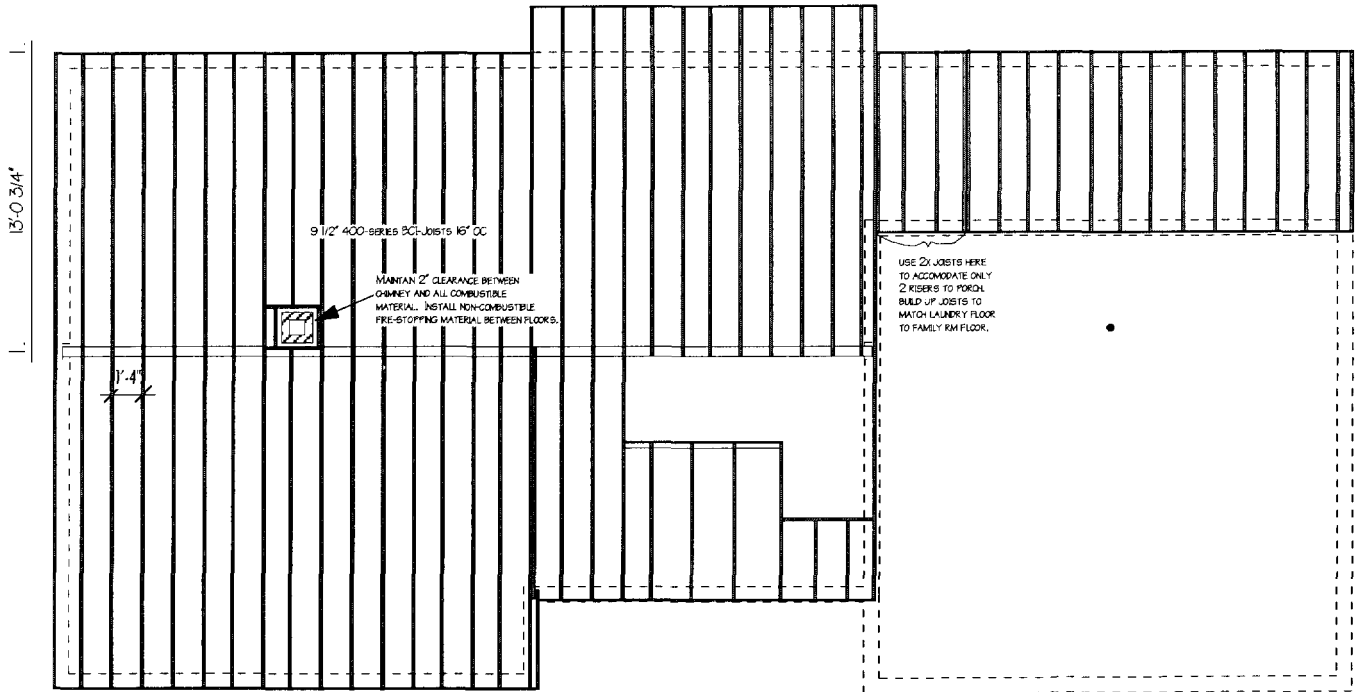 13'-0 3/4"
9 1/2" 400-SERIES BCI-JOISTS 16" OC
MAINTAN 2" CLEARANCE BETWEEN
CHIMNEY AND ALL COMBUSTIBLE
MATERIAL. INSTALL NON-COMBUSTIBLE
FIRE-STOPPING MATERIAL BETWEEN FLOORS.
USE 2X JOISTS HERE
TO ACCOMODATE ONLY
2 RISERS TO PORCH.
BUILD UP JOISTS TO
MATCH LAUNDRY FLOOR
TO FAMILY RM FLOOR.
1'-4"